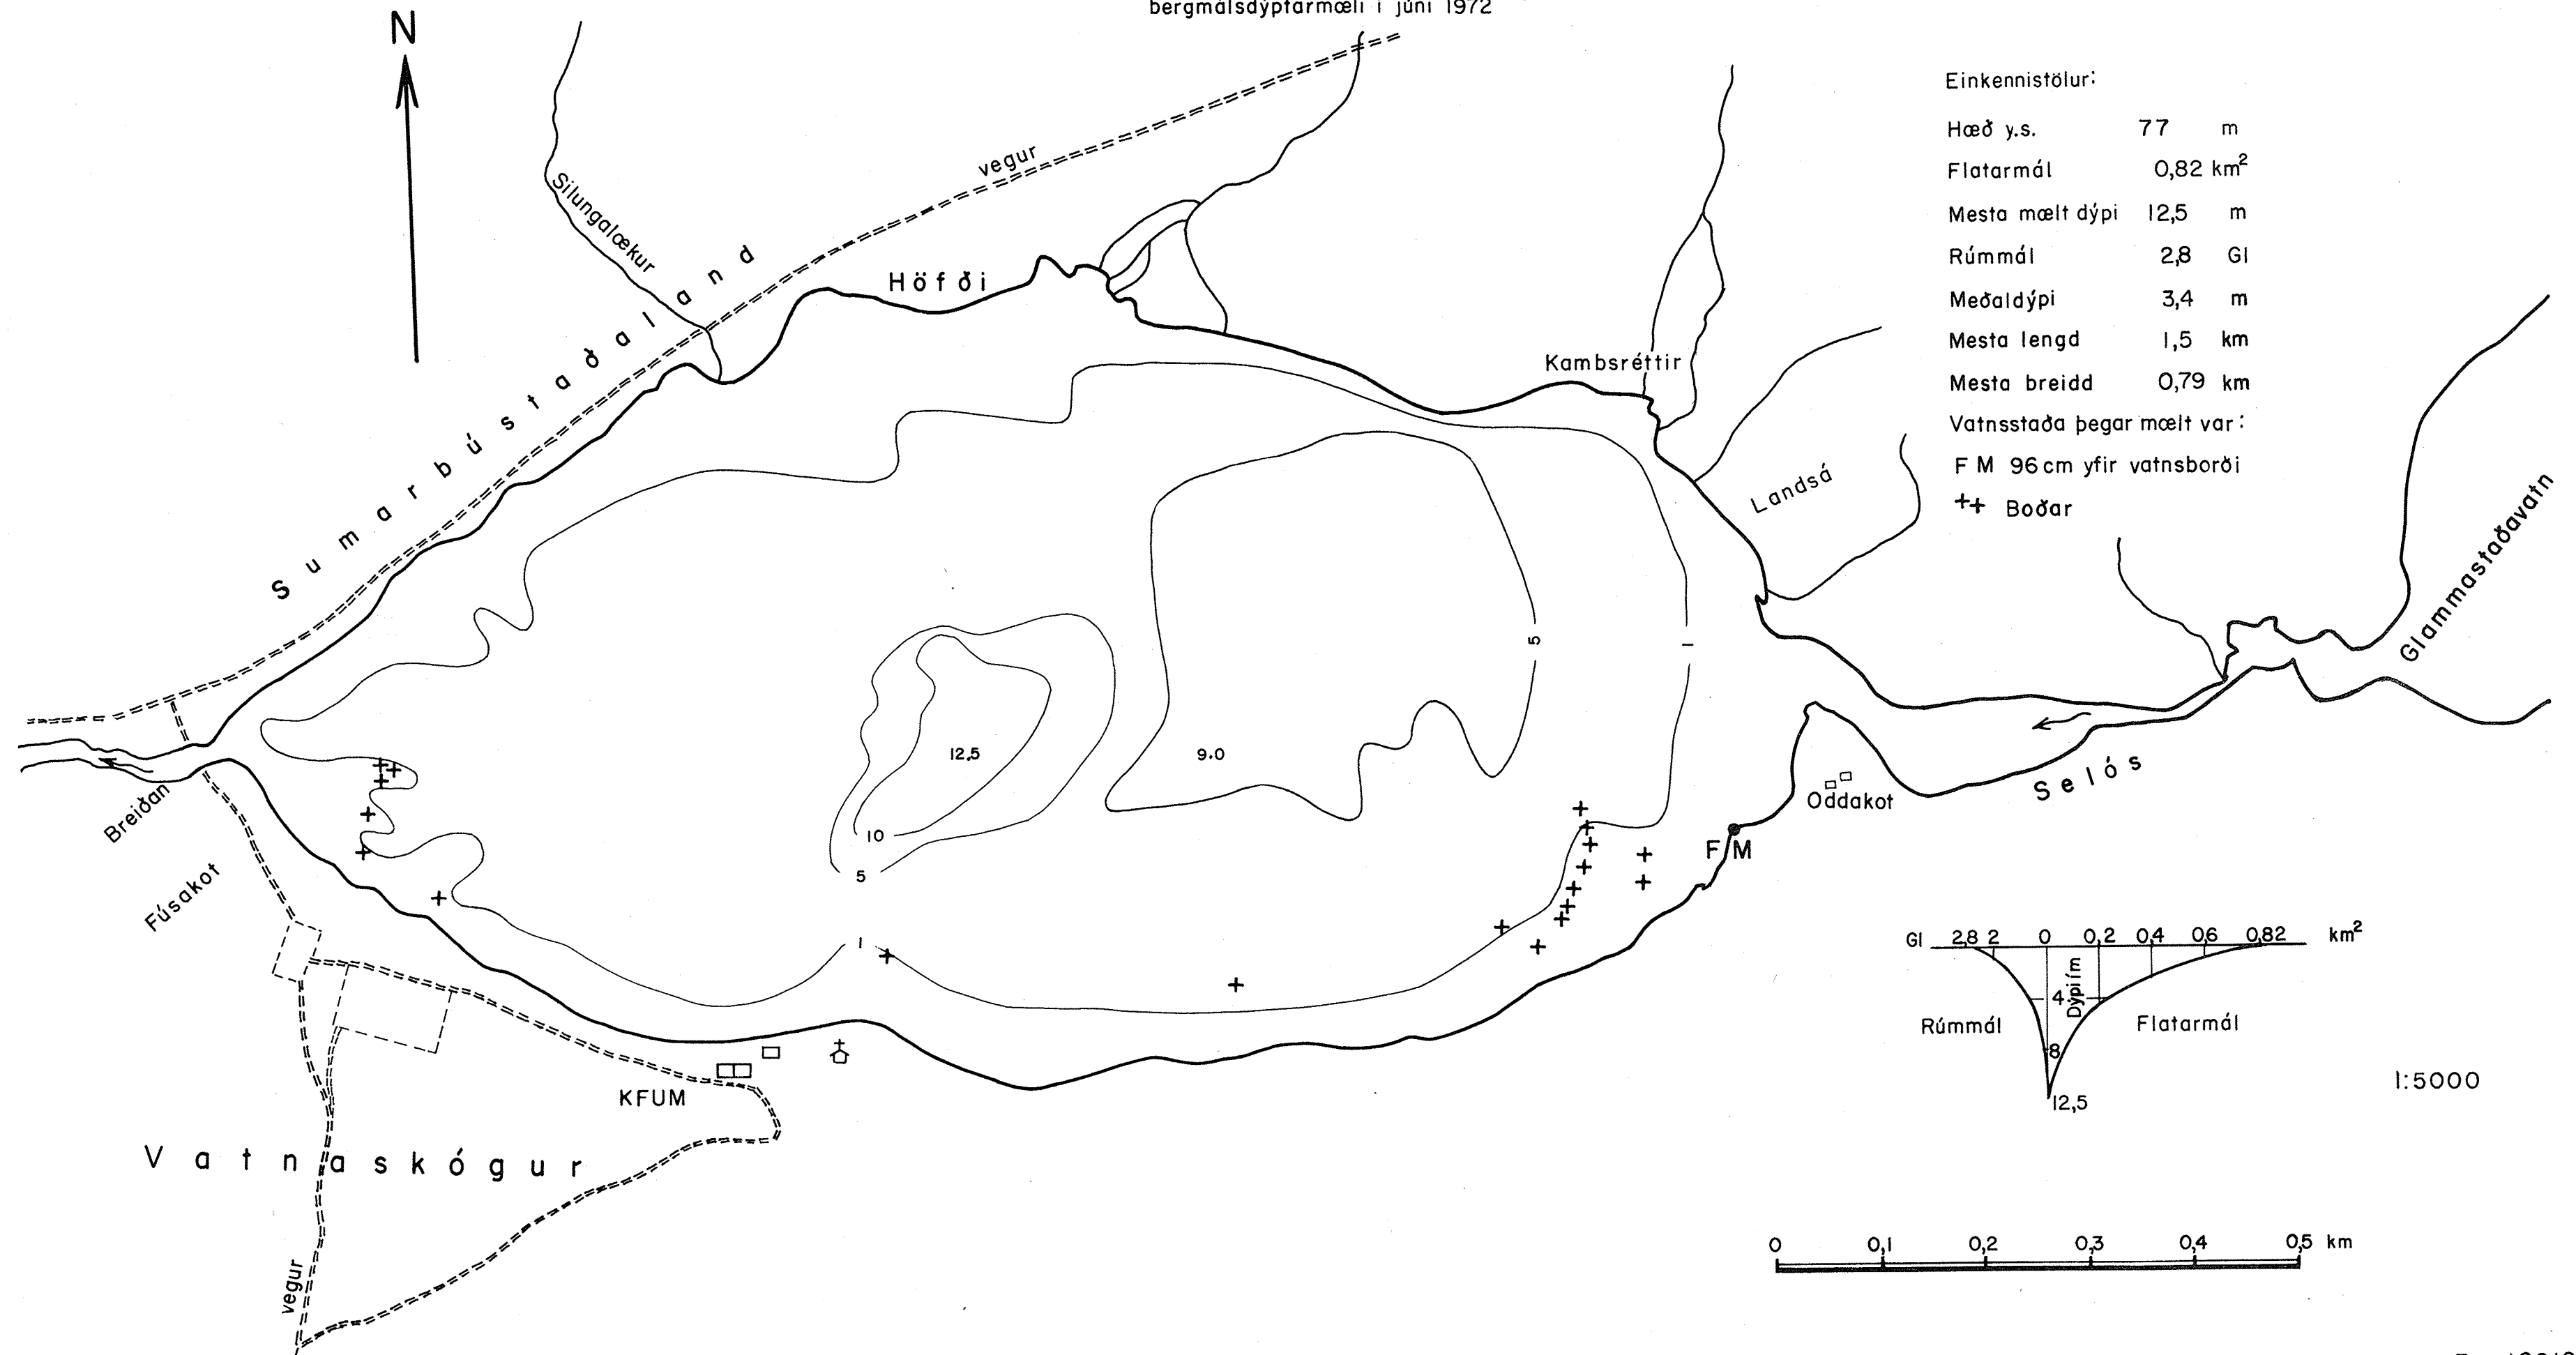 bergmálsdýptarmæli í júní 1972
N
Einkennistölur:
Hæð y.s. 77 m
Flatarmál 0,82 km²
Mesta mælt dýpi 12,5 m
Rúmmál 2,8 Gl
Meðaldýpi 3,4 m
Mesta lengd 1,5 km
Mesta breidd 0,79 km
Vatnsstaða þegar mælt var:
F M 96 cm yfir vatnsborði
++ Boðar
vegur
Silungalækur
Sumarbústaðaland
Höfði
Kambsréttir
Landsá
Glammastaðavatn
5
1
12.5
9.0
10
5
1
Selós
Oddakot
F M
Breiðan
Fúsakot
KFUM
Vatnaskógur
vegur
Gl 2,8 2 0 0,2 0,4 0,6 0,82 km²
Dýpi í m
4
8
12,5
Rúmmál
Flatarmál
1:5000
0 0,1 0,2 0,3 0,4 0,5 km